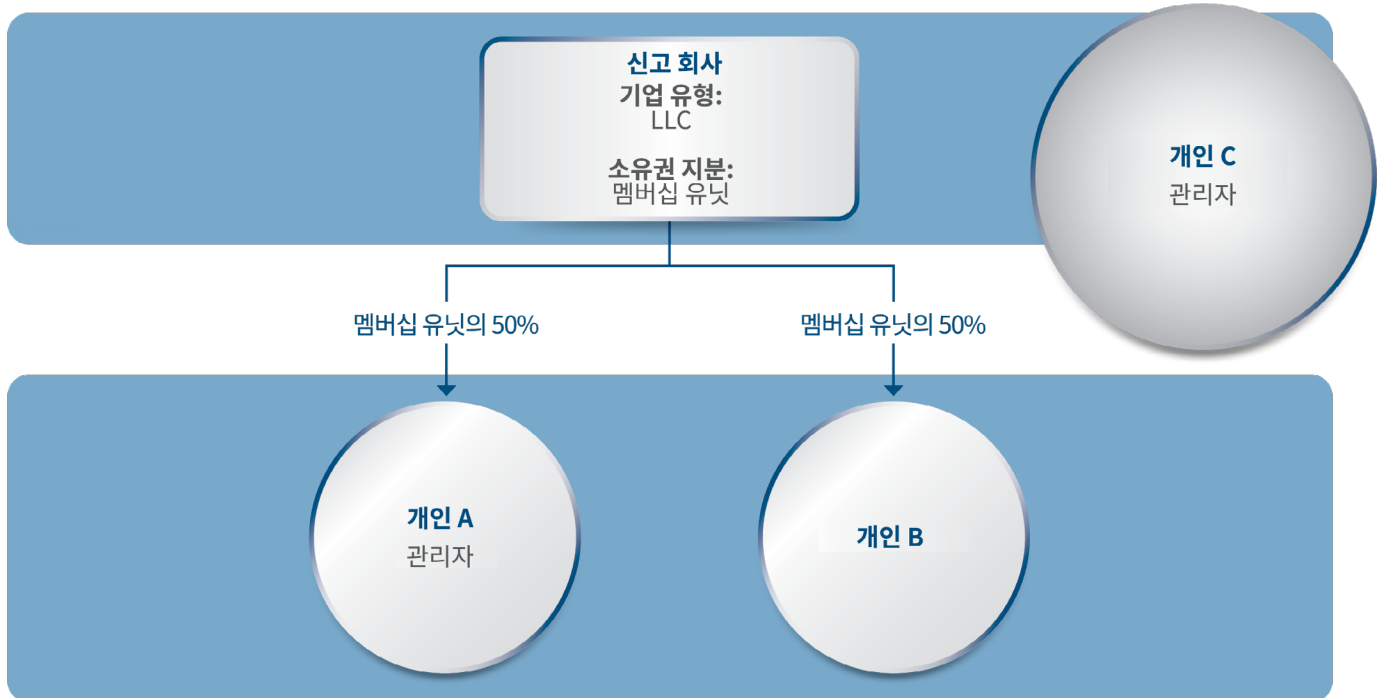 신고 회사
기업 유형:
LLC
소유권 지분:
멤버십 유닛
개인 C
관리자
멤버십 유닛의 50%
멤버십 유닛의 50%
개인 A
관리자
개인 B